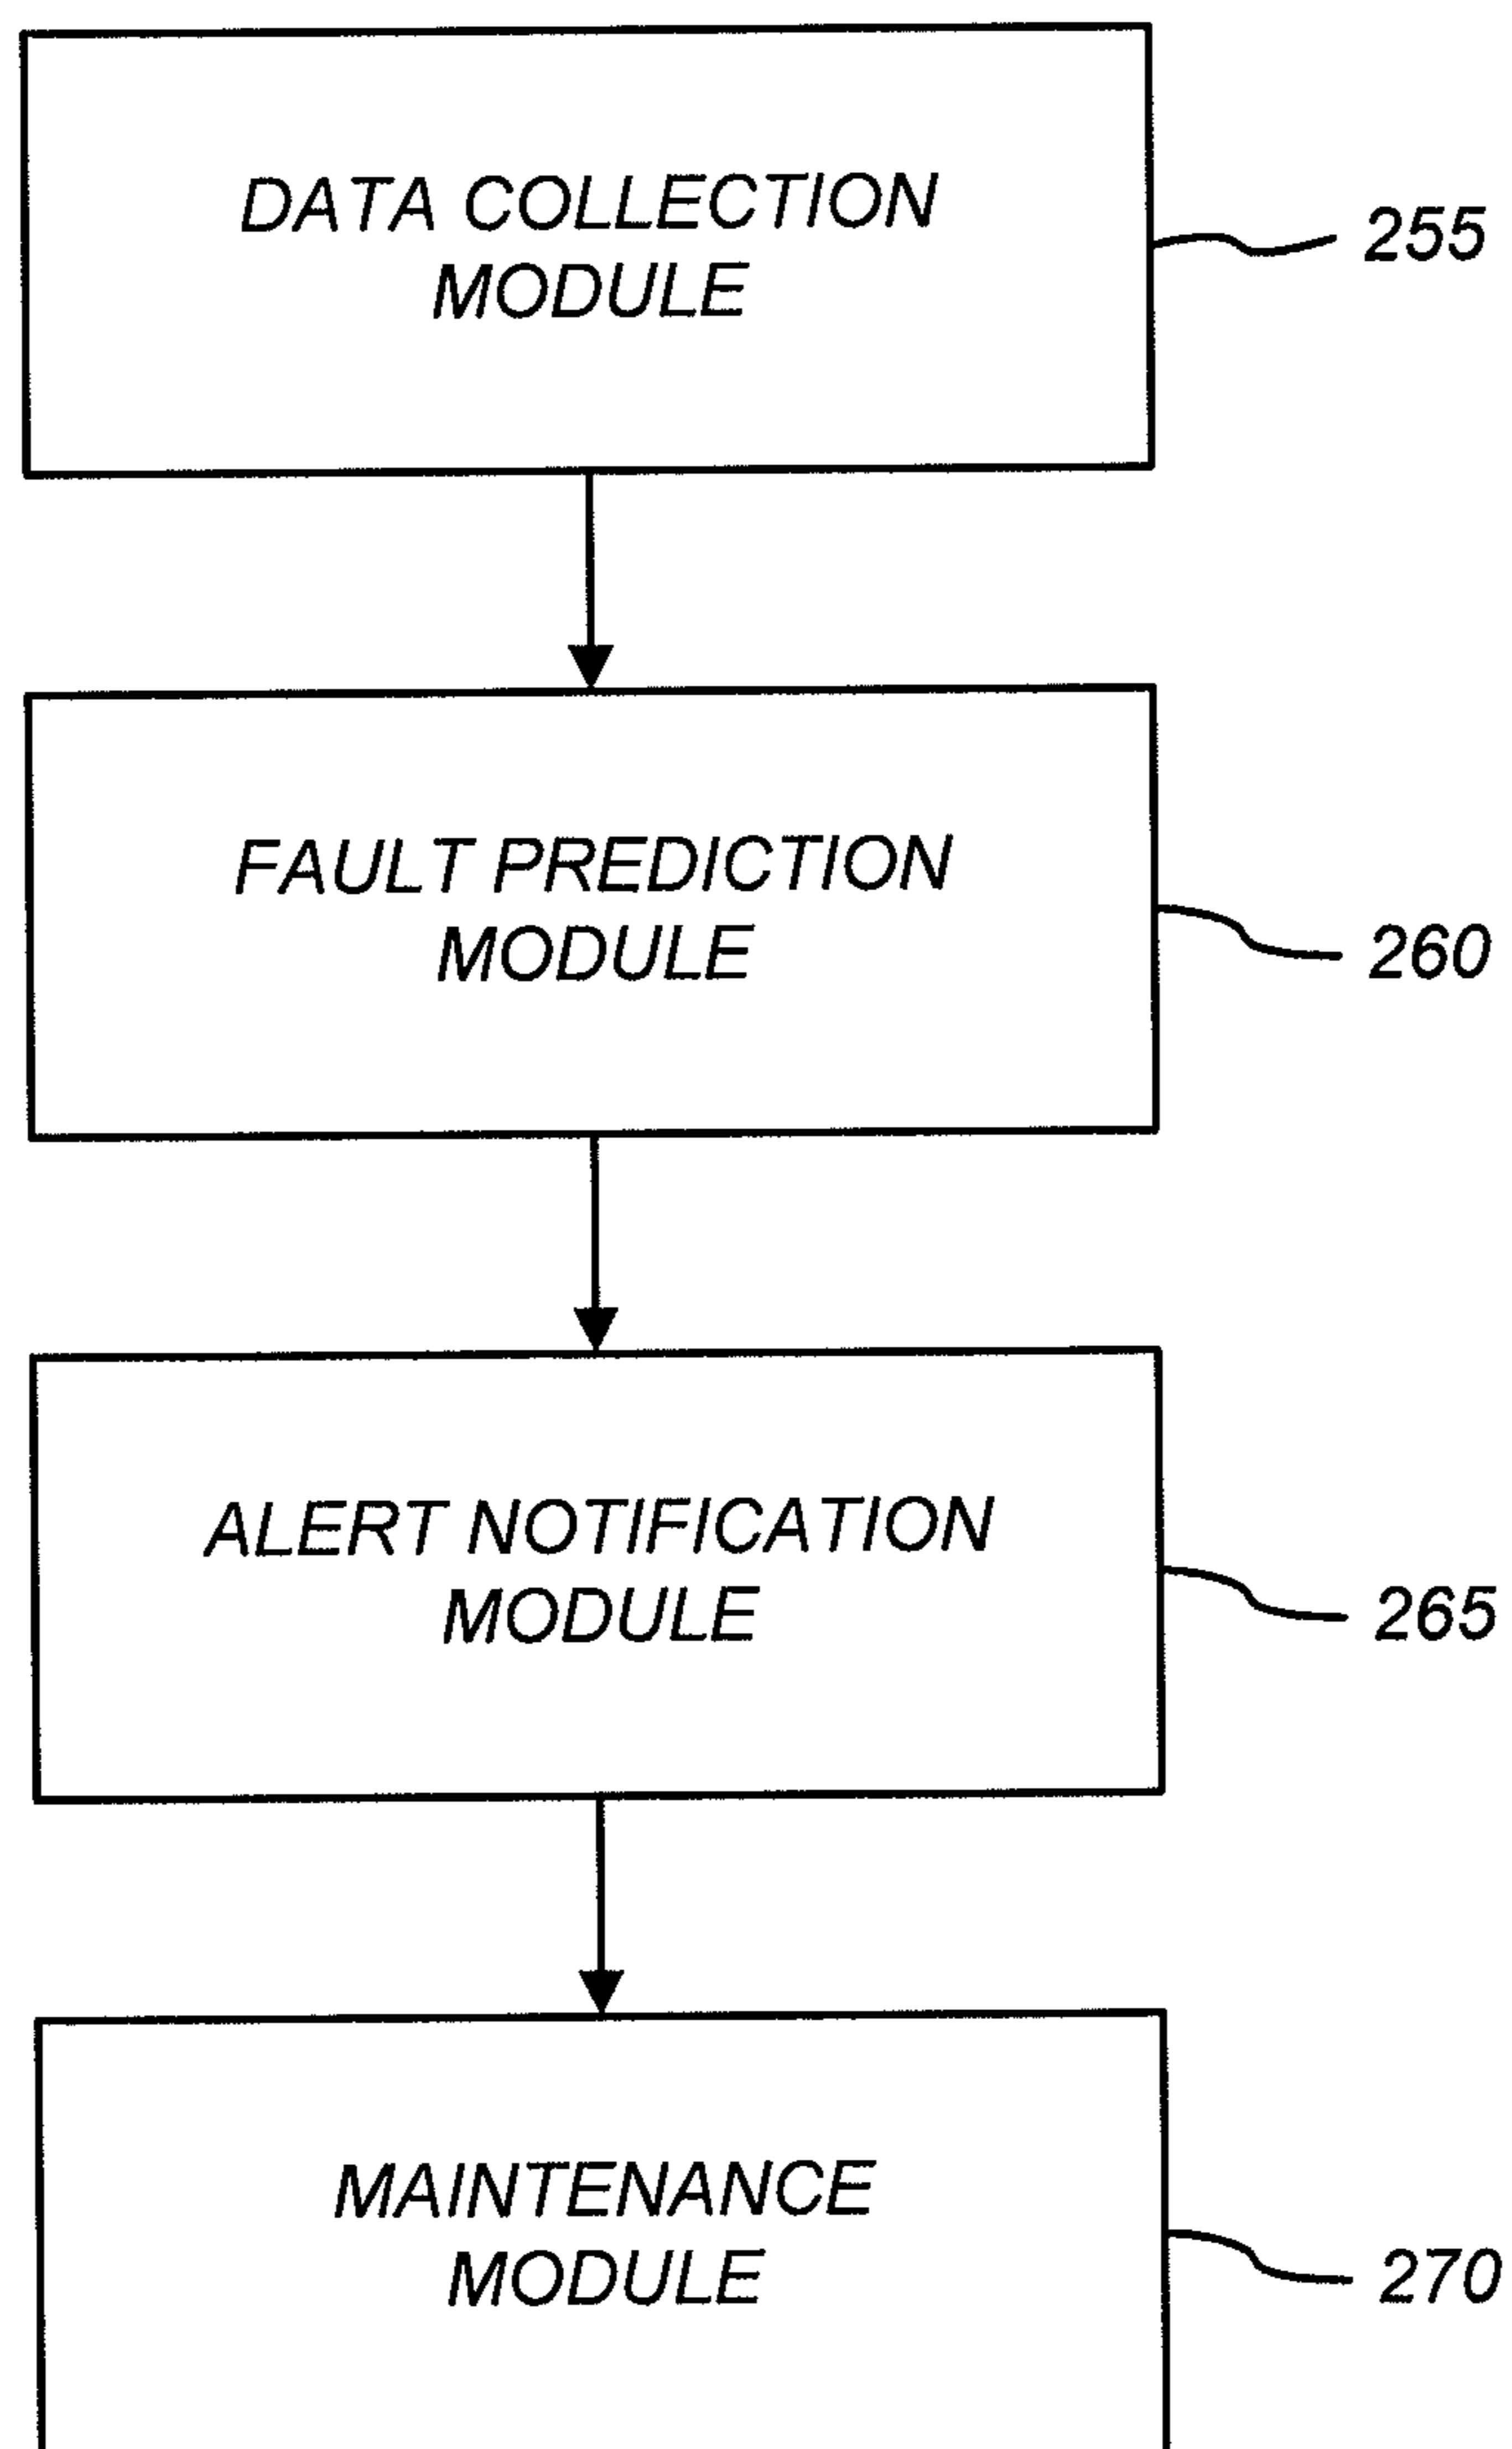 DATA COLLECTION
MODULE
255
FAULT PREDICTION
MODULE
260
ALERT NOTIFICATION
MODULE
265
MAINTENANCE
MODULE
270